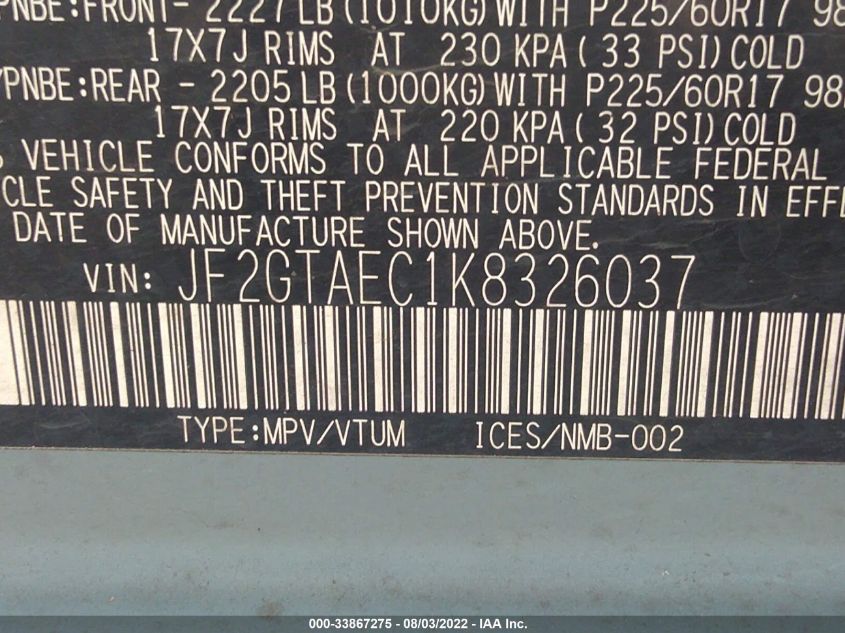 PNBE:FRONT- 2227 LB (1010KG) WITH P225/60R17 98
17X7J RIMS AT 230 KPA ( 33 PSI) COLD
PNBE:REAR - 2205 LB (1000KG) WITH P225/60R17 98
17X7J RIMS AT 220 KPA ( 32 PSI) COLD
VEHICLE CONFORMS TO ALL APPLICABLE FEDERAL
CLE SAFETY AND THEFT PREVENTION STANDARDS IN EFFE
DATE OF MANUFACTURE SHOWN ABOVE.
VIN: JF2GTAEC1K8326037
TYPE:MPV/VTUM ICES/NMB-002
000-33867275 - 08/03/2022 - IAA Inc.